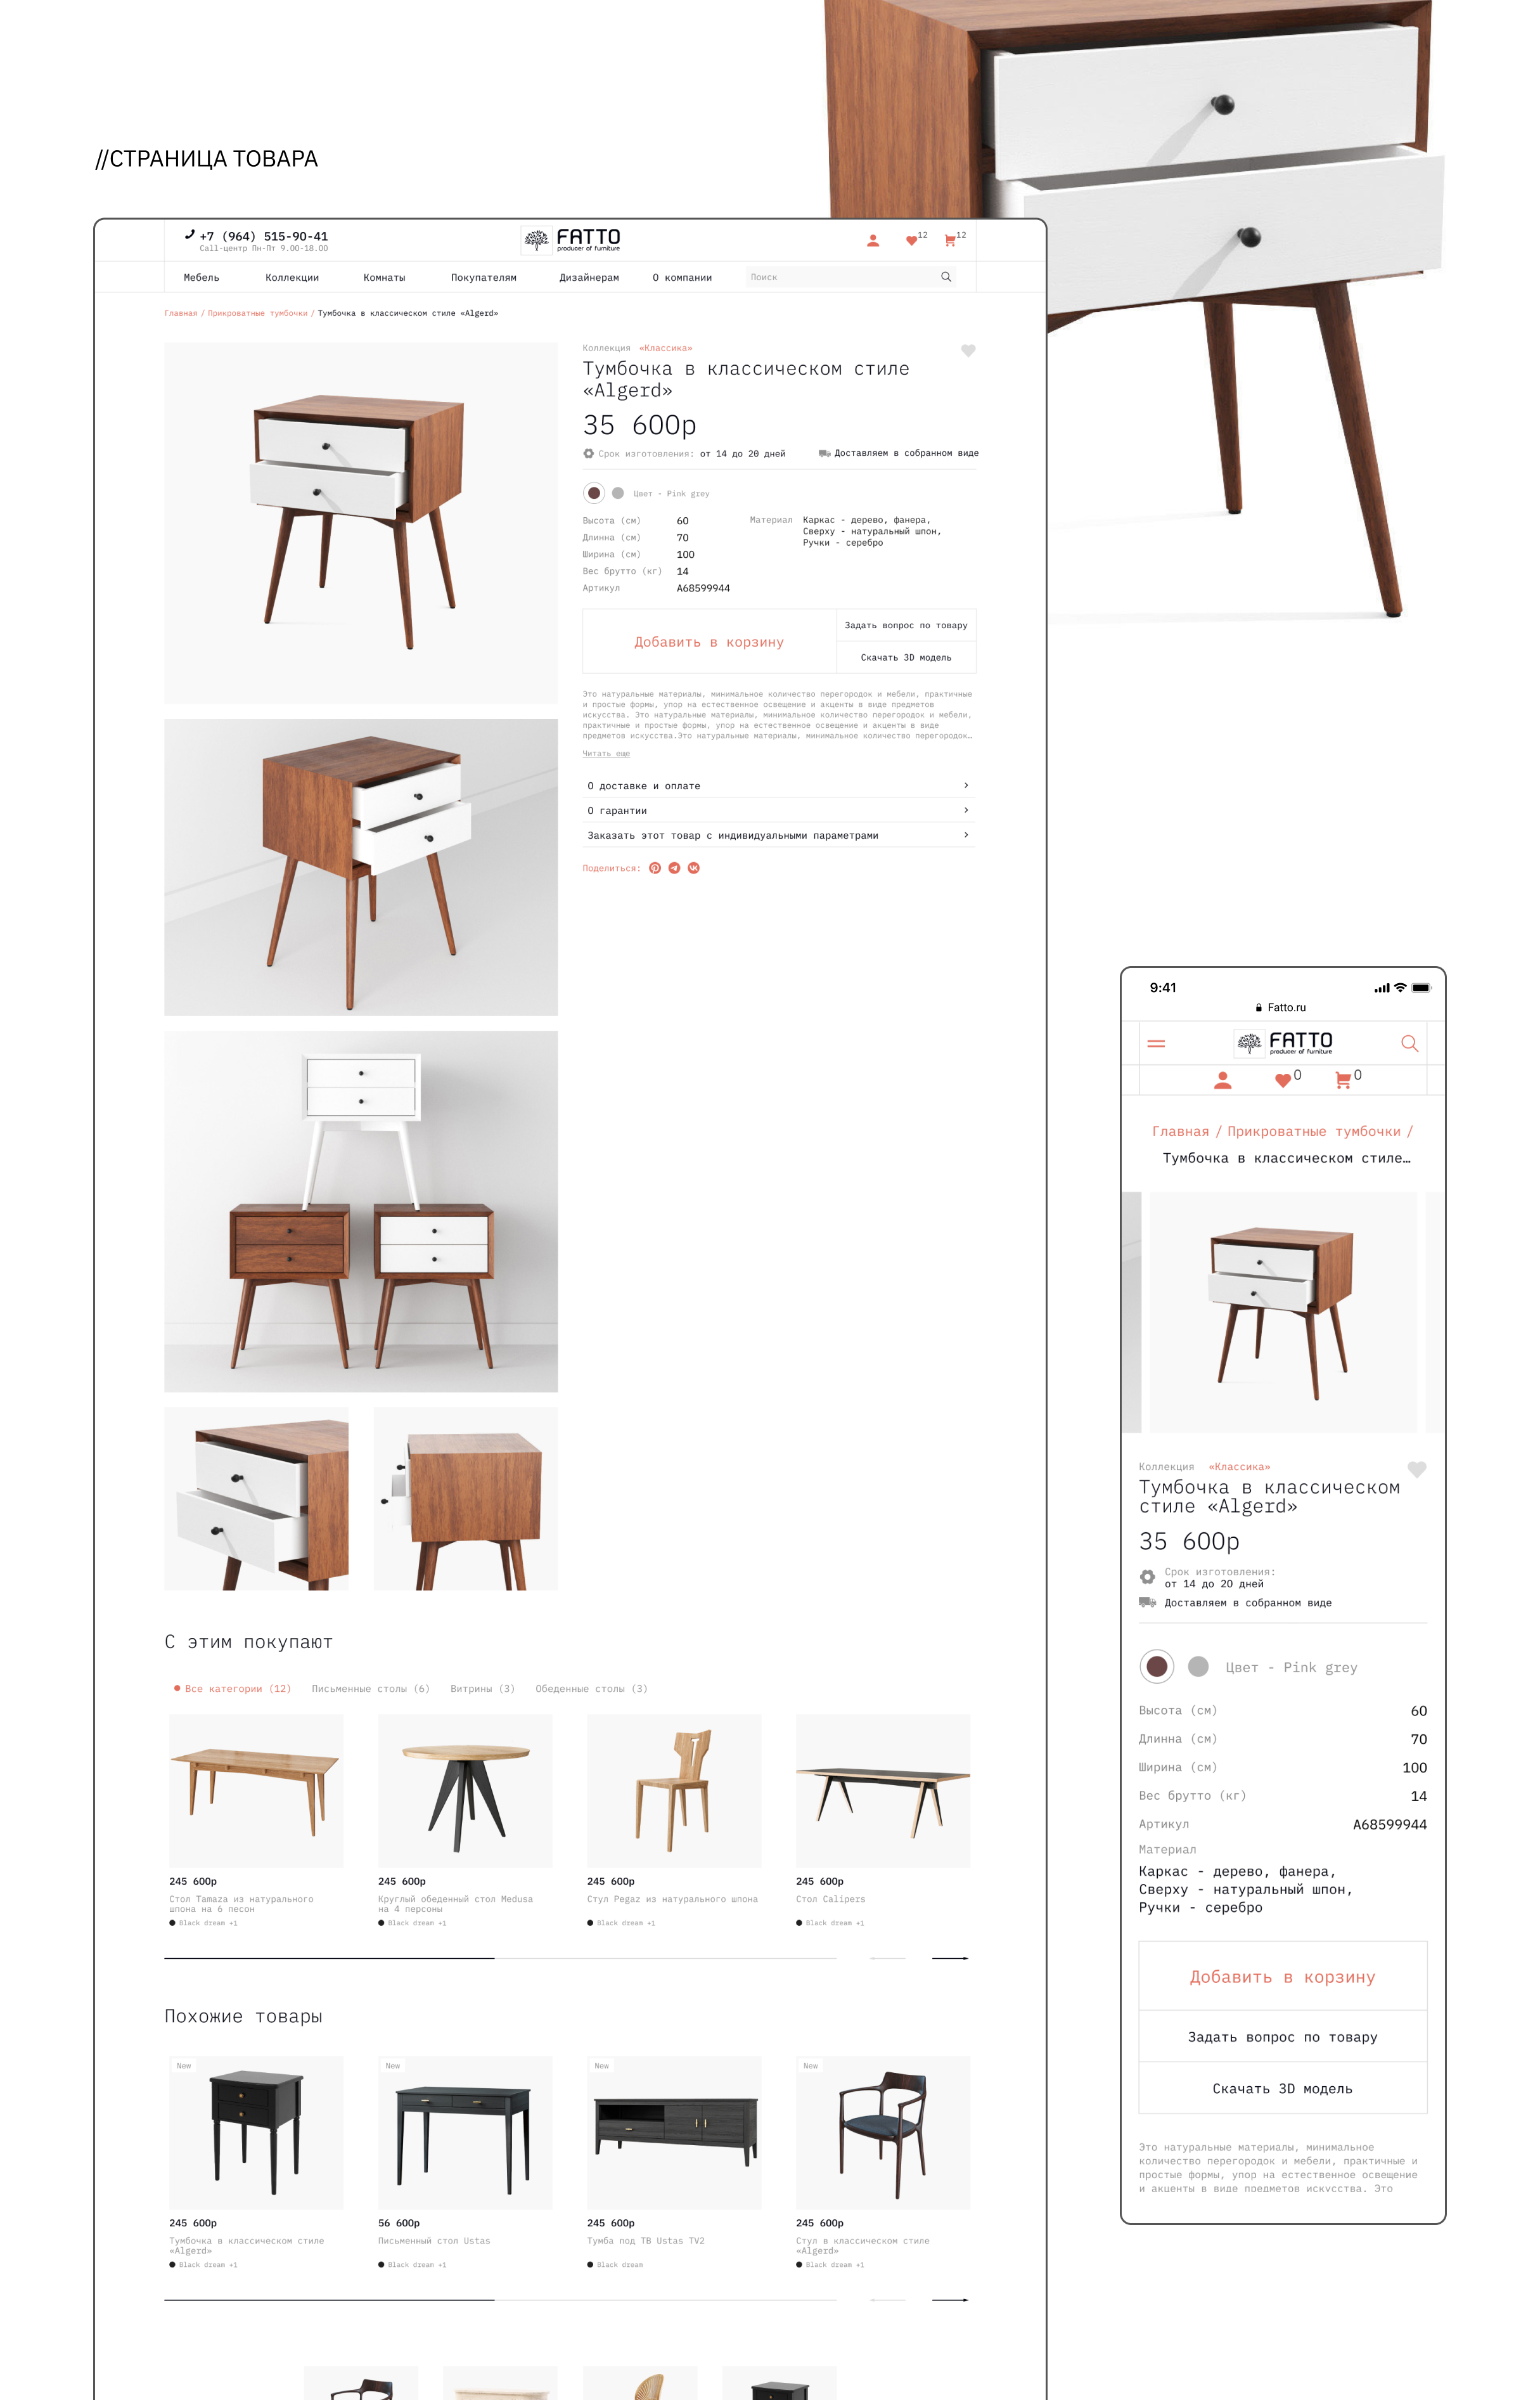 //СТРАНИЦА ТОВАРА
+7 (964) 515-90-41
Call-центр Пн-Пт 9.00-18.00
FATTO
producer of furniture
12
12
Мебель
Коллекции
Комнаты
Покупателям
Дизайнерам
О компании
Поиск
Главная / Прикроватные тумбочки / Тумбочка в классическом стиле «Algerd»
Коллекция «Классика»
Тумбочка в классическом стиле
«Algerd»
35 600р
Срок изготовления: от 14 до 20 дней
Доставляем в собранном виде
Цвет - Pink grey
Высота (см) 60
Длинна (см) 70
Ширина (см) 100
Вес брутто (кг) 14
Артикул A68599944
Материал Каркас - дерево, фанера,
Сверху - натуральный шпон,
Ручки - серебро
Добавить в корзину
Задать вопрос по товару
Скачать 3D модель
Это натуральные материалы, минимальное количество перегородок и мебели, практичные
и простые формы, упор на естественное освещение и акценты в виде предметов
искусства. Это натуральные материалы, минимальное количество перегородок и мебели,
практичные и простые формы, упор на естественное освещение и акценты в виде
предметов искусства.Это натуральные материалы, минимальное количество перегородок…
Читать еще
О доставке и оплате
О гарантии
Заказать этот товар с индивидуальными параметрами
Поделиться:
С этим покупают
Все категории (12)
Письменные столы (6)
Витрины (3)
Обеденные столы (3)
245 600р
Стол Tamaza из натурального
шпона на 6 песон
Black dream +1
245 600р
Круглый обеденный стол Medusa
на 4 персоны
Black dream +1
245 600р
Стул Pegaz из натурального шпона
Black dream +1
245 600р
Стол Calipers
Black dream +1
Похожие товары
New
245 600р
Тумбочка в классическом стиле
«Algerd»
Black dream +1
New
56 600р
Письменный стол Ustas
Black dream +1
New
245 600р
Тумба под ТВ Ustas TV2
Black dream
New
245 600р
Стул в классическом стиле
«Algerd»
Black dream +1
9:41
Fatto.ru
FATTO
producer of furniture
0
0
Главная / Прикроватные тумбочки /
Тумбочка в классическом стиле…
Коллекция «Классика»
Тумбочка в классическом
стиле «Algerd»
35 600р
Срок изготовления:
от 14 до 20 дней
Доставляем в собранном виде
Цвет - Pink grey
Высота (см) 60
Длинна (см) 70
Ширина (см) 100
Вес брутто (кг) 14
Артикул A68599944
Материал
Каркас - дерево, фанера,
Сверху - натуральный шпон,
Ручки - серебро
Добавить в корзину
Задать вопрос по товару
Скачать 3D модель
Это натуральные материалы, минимальное
количество перегородок и мебели, практичные и
простые формы, упор на естественное освещение
и акценты в виде предметов искусства. Это